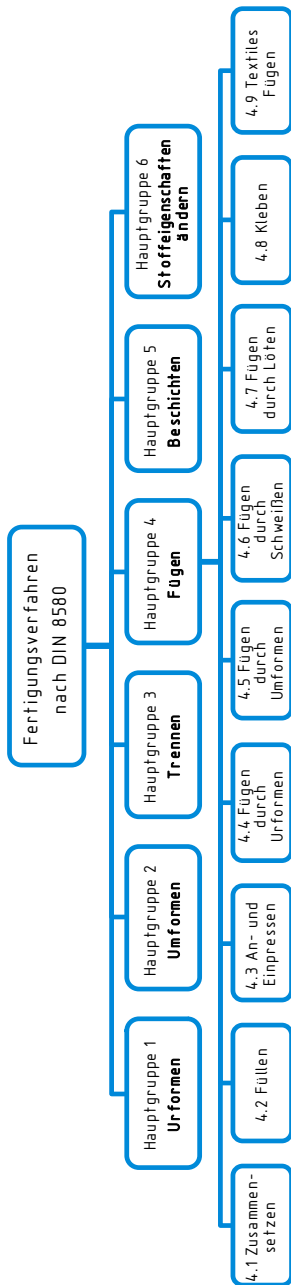 Fertigungsverfahren
nach DIN 8580
Hauptgruppe 1
Urformen
Hauptgruppe 2
Umformen
Hauptgruppe 3
Trennen
Hauptgruppe 4
Fügen
Hauptgruppe 5
Beschichten
Hauptgruppe 6
Stoffeigenschaften
ändern
4.1 Zusammen-
setzen
4.2 Füllen
4.3 An- und
Einpressen
4.4 Fügen
durch
Urformen
4.5 Fügen
durch
Umformen
4.6 Fügen
durch
Schweißen
4.7 Fügen
durch Löten
4.8 Kleben
4.9 Textiles
Fügen